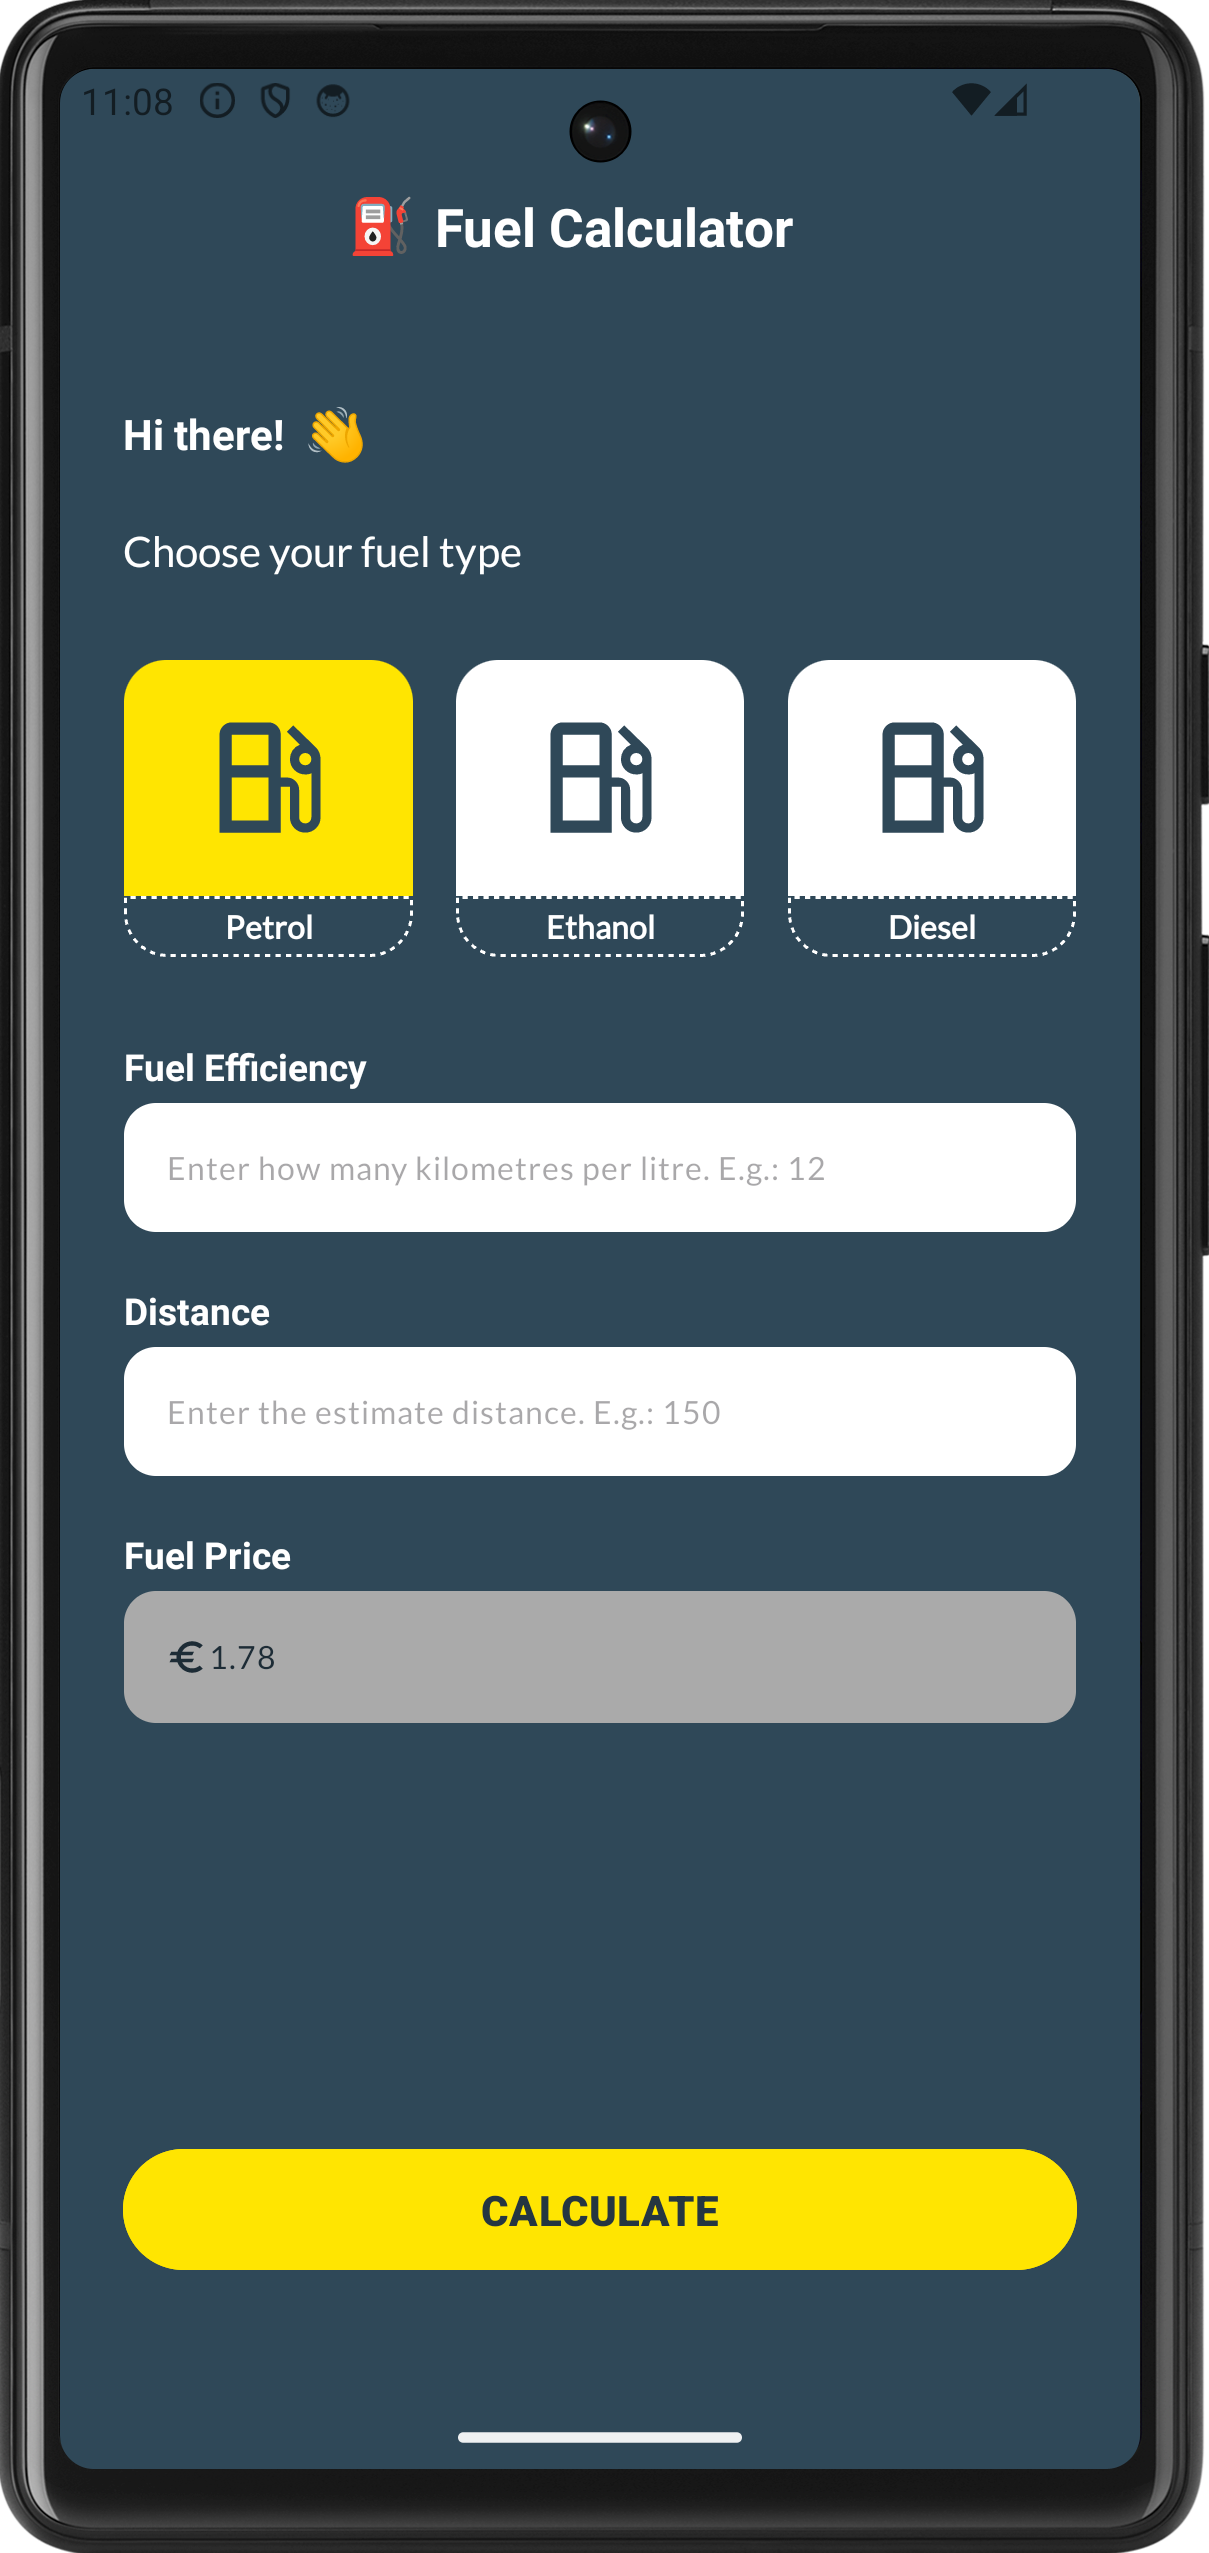 11:08
Fuel Calculator
Hi there!
Choose your fuel type
Petrol Ethanol Diesel
Fuel Efficiency
Enter how many kilometres per litre. E.g.: 12
Distance
Enter the estimate distance. E.g.: 150
Fuel Price
€ 1.78
CALCULATE